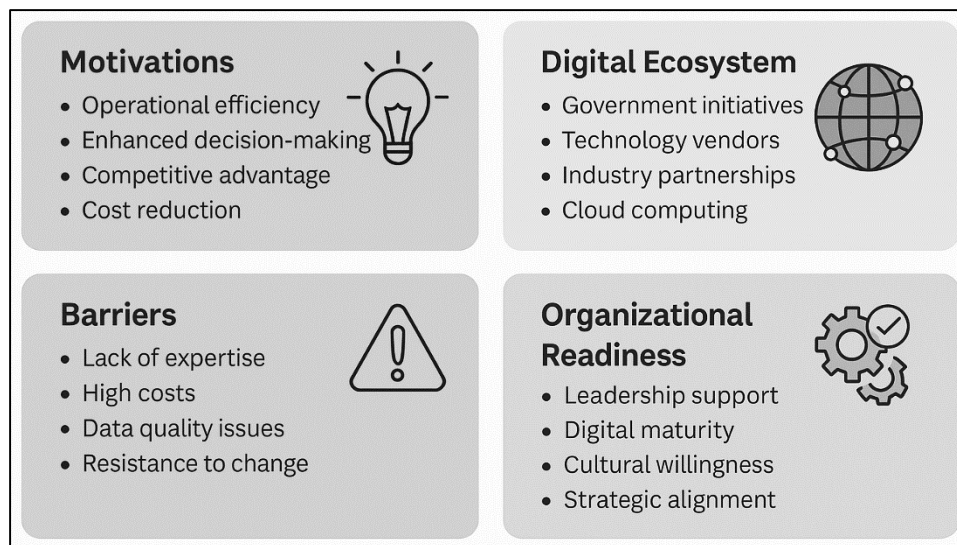 Motivations
• Operational efficiency
• Enhanced decision-making
• Competitive advantage
• Cost reduction
Digital Ecosystem
• Government initiatives
• Technology vendors
• Industry partnerships
• Cloud computing
Barriers
• Lack of expertise
• High costs
• Data quality issues
• Resistance to change
Organizational
Readiness
• Leadership support
• Digital maturity
• Cultural willingness
• Strategic alignment